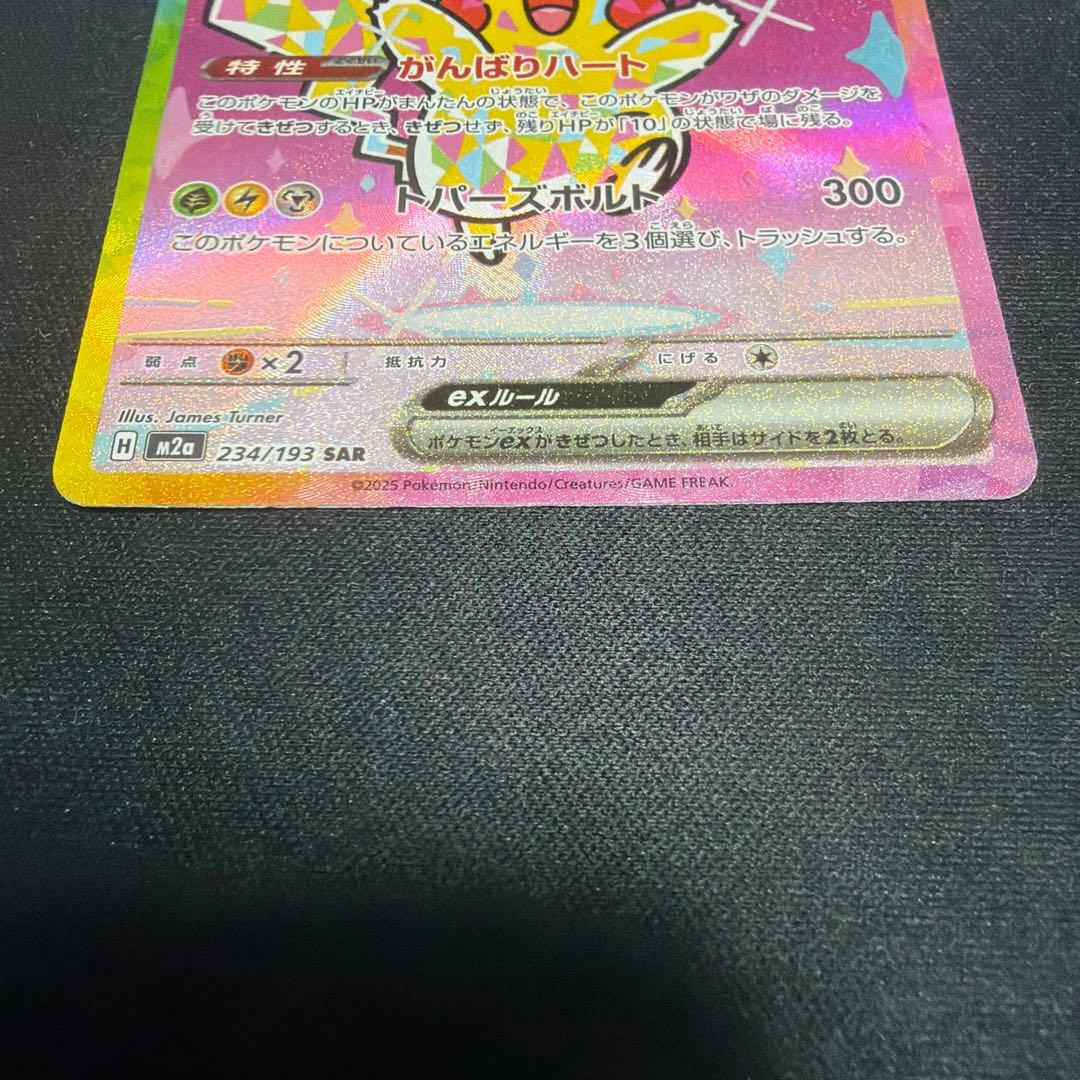 特性 がんばりハート
このポケモンのHPがまんたんの状態で、このポケモンがワザのダメージを
受けてきぜつするとき、きぜつせず、残りHPが「10」の状態で場に残る。
トパーズボルト 300
このポケモンについているエネルギーを3個選び、トラッシュする。
弱点 ×2 抵抗力 にげる
exルール
ポケモンexがきぜつしたとき、相手はサイドを2枚とる。
Illus. James Turner
H M2a 234/193 SAR
©2025 Pokémon/Nintendo/Creatures/GAME FREAK.